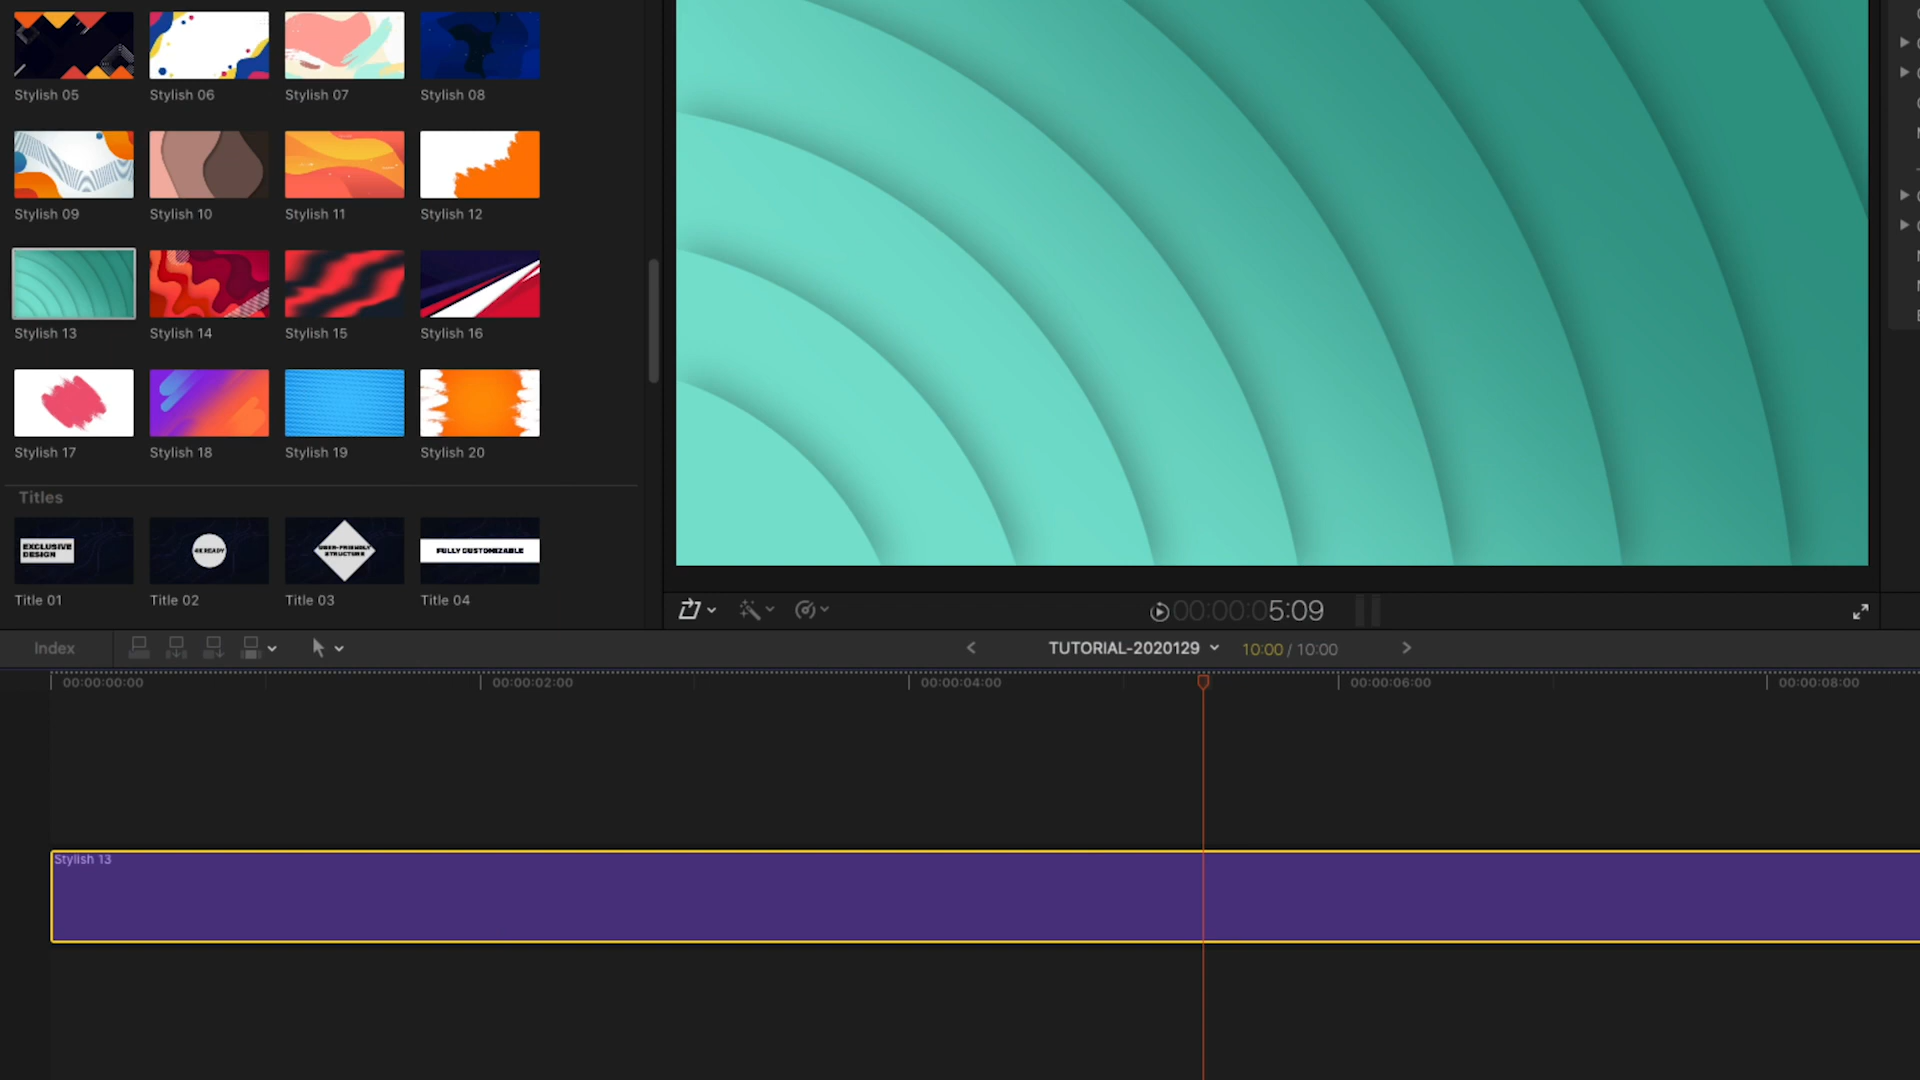 Stylish 05
Stylish 06
Stylish 07
Stylish 08
Stylish 09
Stylish 10
Stylish 11
Stylish 12
Stylish 13
Stylish 14
Stylish 15
Stylish 16
Stylish 17
Stylish 18
Stylish 19
Stylish 20
Titles
EXCLUSIVE
DESIGN
4K READY
USER-FRIENDLY
STRUCTURE
FULLY CUSTOMIZABLE
Title 01
Title 02
Title 03
Title 04
00:00:05:09
Index
TUTORIAL-2020129
10:00 / 10:00
00:00:00:00
00:00:02:00
00:00:04:00
00:00:06:00
00:00:08:00
Stylish 13